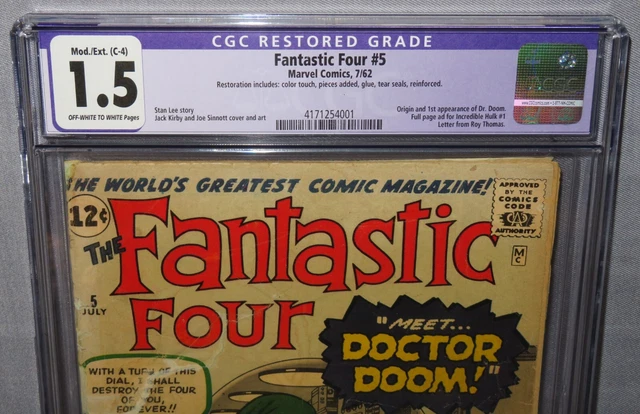 CGC RESTORED GRADE
Mod./Ext. (C-4)
1.5
OFF-WHITE TO WHITE Pages
Fantastic Four #5
Marvel Comics, 7/62
Restoration includes: color touch, pieces added, glue, tear seals, reinforced.
Stan Lee story
Jack Kirby and Joe Sinnott cover and art
4171254001
Origin and 1st appearance of Dr. Doom.
Full page ad for Incredible Hulk #1
Letter from Roy Thomas.
THE WORLD'S GREATEST COMIC MAGAZINE!
12¢
THE
Fantastic
FOUR
5
JULY
APPROVED
BY THE
COMICS
CODE
CA
AUTHORITY
M
C
"MEET...
DOCTOR
DOOM!"
WITH A TURN OF THIS
DIAL, I SHALL
DESTROY THE FOUR
OF YOU,
FOREVER!!